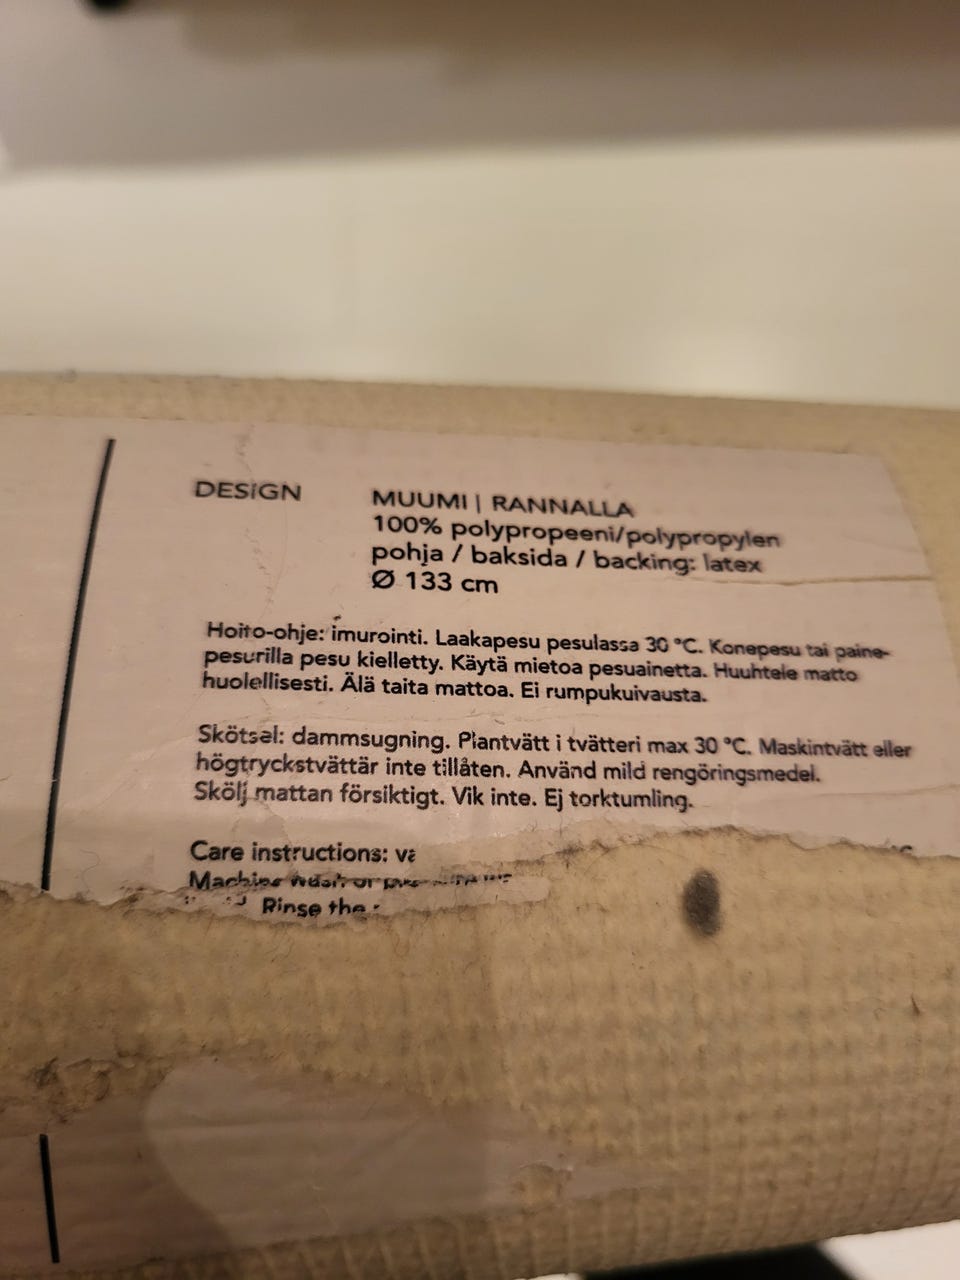 DESIGN
MUUMI | RANNALLA
100% polypropeeni/polypropylen
pohja / baksida / backing: latex
Ø 133 cm
Hoito-ohje: imurointi. Laakapesu pesulassa 30 °C. Konepesu tai paine-
pesurilla pesu kielletty. Käytä mietoa pesuainetta. Huuhtele matto
huolellisesti. Älä taita mattoa. Ei rumpukuivausta.
Skötsel: dammsugning. Plantvätt i tvätteri max 30 °C. Maskintvätt eller
högtryckstvättär inte tillåten. Använd mild rengöringsmedel.
Skölj mattan försiktigt. Vik inte. Ej torktumling.
Care instructions:
Machine wash or
Rinse the